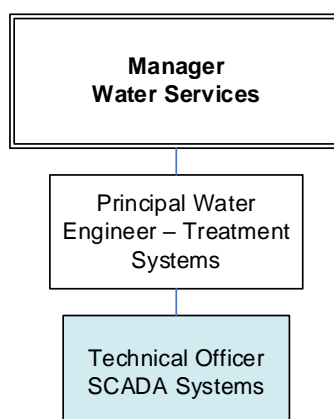 Manager
Water Services
Principal Water
Engineer – Treatment
Systems
Technical Officer
SCADA Systems